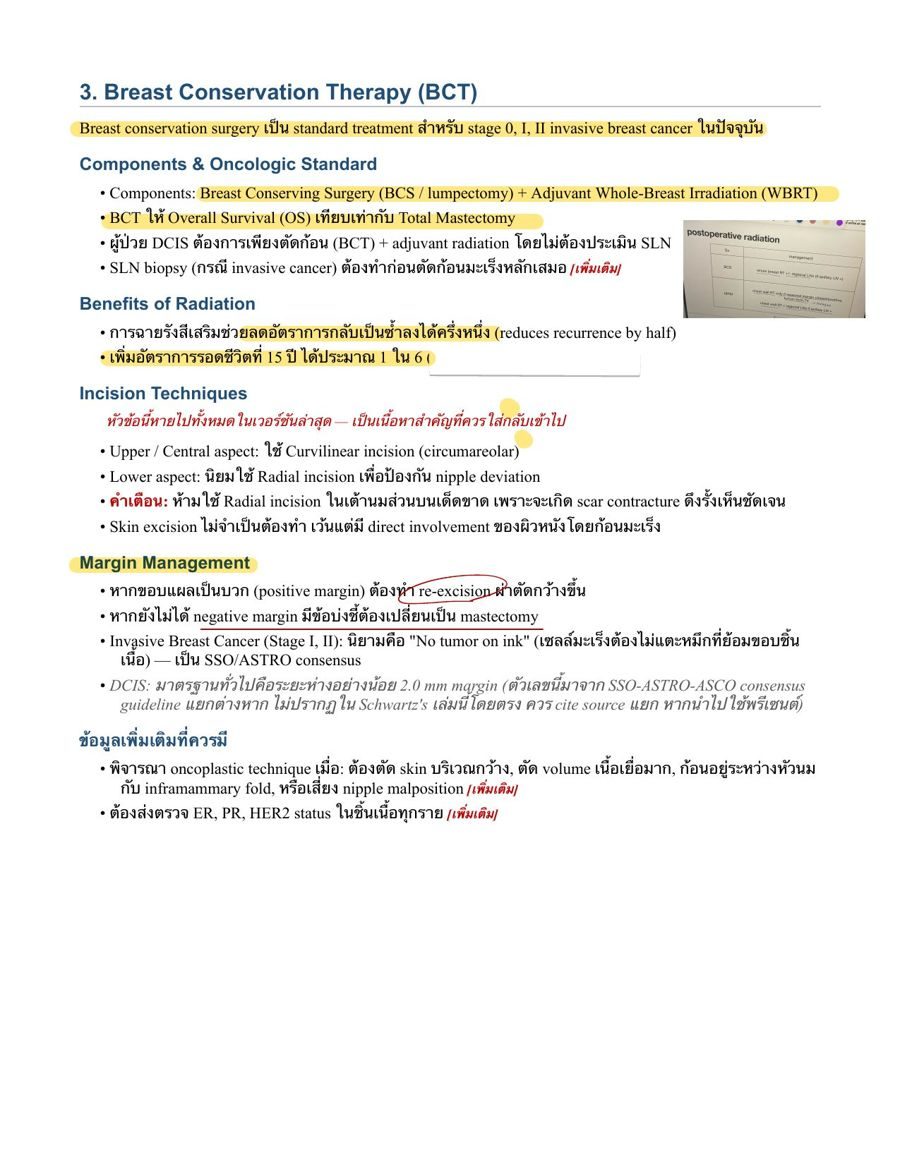 3. Breast Conservation Therapy (BCT)
Breast conservation surgery เป็น standard treatment สำหรับ stage 0, I, II invasive breast cancer ในปัจจุบัน
Components & Oncologic Standard
• Components: Breast Conserving Surgery (BCS / lumpectomy) + Adjuvant Whole-Breast Irradiation (WBRT)
• BCT ให้ Overall Survival (OS) เทียบเท่ากับ Total Mastectomy
• ผู้ป่วย DCIS ต้องการเพียงตัดก้อน (BCT) + adjuvant radiation โดยไม่ต้องประเมิน SLN
• SLN biopsy (กรณี invasive cancer) ต้องทำก่อนตัดก้อนมะเร็งหลักเสมอ [เพิ่มเติม]
postoperative radiation
management
BCS
Benefits of Radiation
• การฉายรังสีเสริมช่วยลดอัตราการกลับเป็นซ้ำลงได้ครึ่งหนึ่ง (reduces recurrence by half)
• เพิ่มอัตราการรอดชีวิตที่ 15 ปี ได้ประมาณ 1 ใน 6 (
Incision Techniques
หัวข้อนี้หายไปทั้งหมดในเวอร์ชันล่าสุด — เป็นเนื้อหาสำคัญที่ควรใส่กลับเข้าไป
• Upper / Central aspect: ใช้ Curvilinear incision (circumareolar)
• Lower aspect: นิยมใช้ Radial incision เพื่อป้องกัน nipple deviation
• คำเตือน: ห้ามใช้ Radial incision ในเต้านมส่วนบนเด็ดขาด เพราะจะเกิด scar contracture ดึงรั้งเห็นชัดเจน
• Skin excision ไม่จำเป็นต้องทำ เว้นแต่มี direct involvement ของผิวหนังโดยก้อนมะเร็ง
Margin Management
• หากขอบแผลเป็นบวก (positive margin) ต้องทำ re-excision ผ่าตัดกว้างขึ้น
• หากยังไม่ได้ negative margin มีข้อบ่งชี้ต้องเปลี่ยนเป็น mastectomy
• Invasive Breast Cancer (Stage I, II): นิยามคือ "No tumor on ink" (เซลล์มะเร็งต้องไม่แตะหมึกที่ย้อมขอบชิ้น
เนื้อ) — เป็น SSO/ASTRO consensus
• DCIS: มาตรฐานทั่วไปคือระยะห่างอย่างน้อย 2.0 mm margin (ตัวเลขนี้มาจาก SSO-ASTRO-ASCO consensus
guideline แยกต่างหาก ไม่ปรากฏใน Schwartz's เล่มนี้โดยตรง ควร cite source แยก หากนำไปใช้พรีเซนต์)
ข้อมูลเพิ่มเติมที่ควรมี
• พิจารณา oncoplastic technique เมื่อ: ต้องตัด skin บริเวณกว้าง, ตัด volume เนื้อเยื่อมาก, ก้อนอยู่ระหว่างหัวนม
กับ inframammary fold, หรือเสี่ยง nipple malposition [เพิ่มเติม]
• ต้องส่งตรวจ ER, PR, HER2 status ในชิ้นเนื้อทุกราย [เพิ่มเติม]